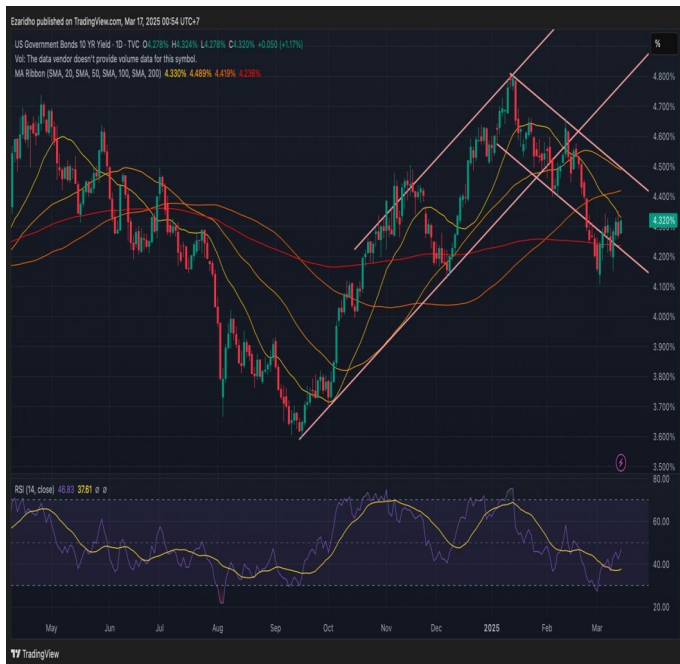 Ezaridho published on TradingView.com, Mar 17, 2025 00:54 UTC+7
US Government Bonds 10 YR Yield · 1D · TVC O4.278% H4.324% L4.278% C4.320% +0.050 (+1.17%)
%
Vol: The data vendor doesn't provide volume data for this symbol.
MA Ribbon (SMA, 20, SMA, 50, SMA, 100, SMA, 200) 4.330% 4.489% 4.419% 4.236%
4.800%
4.700%
4.600%
4.500%
4.400%
4.320%
4.200%
4.100%
4.000%
3.900%
3.800%
3.700%
3.600%
3.500%
RSI (14, close) 46.83 37.61 ø ø
80.00
60.00
40.00
20.00
May Jun Jul Aug Sep Oct Nov Dec 2025 Feb Mar
TradingView